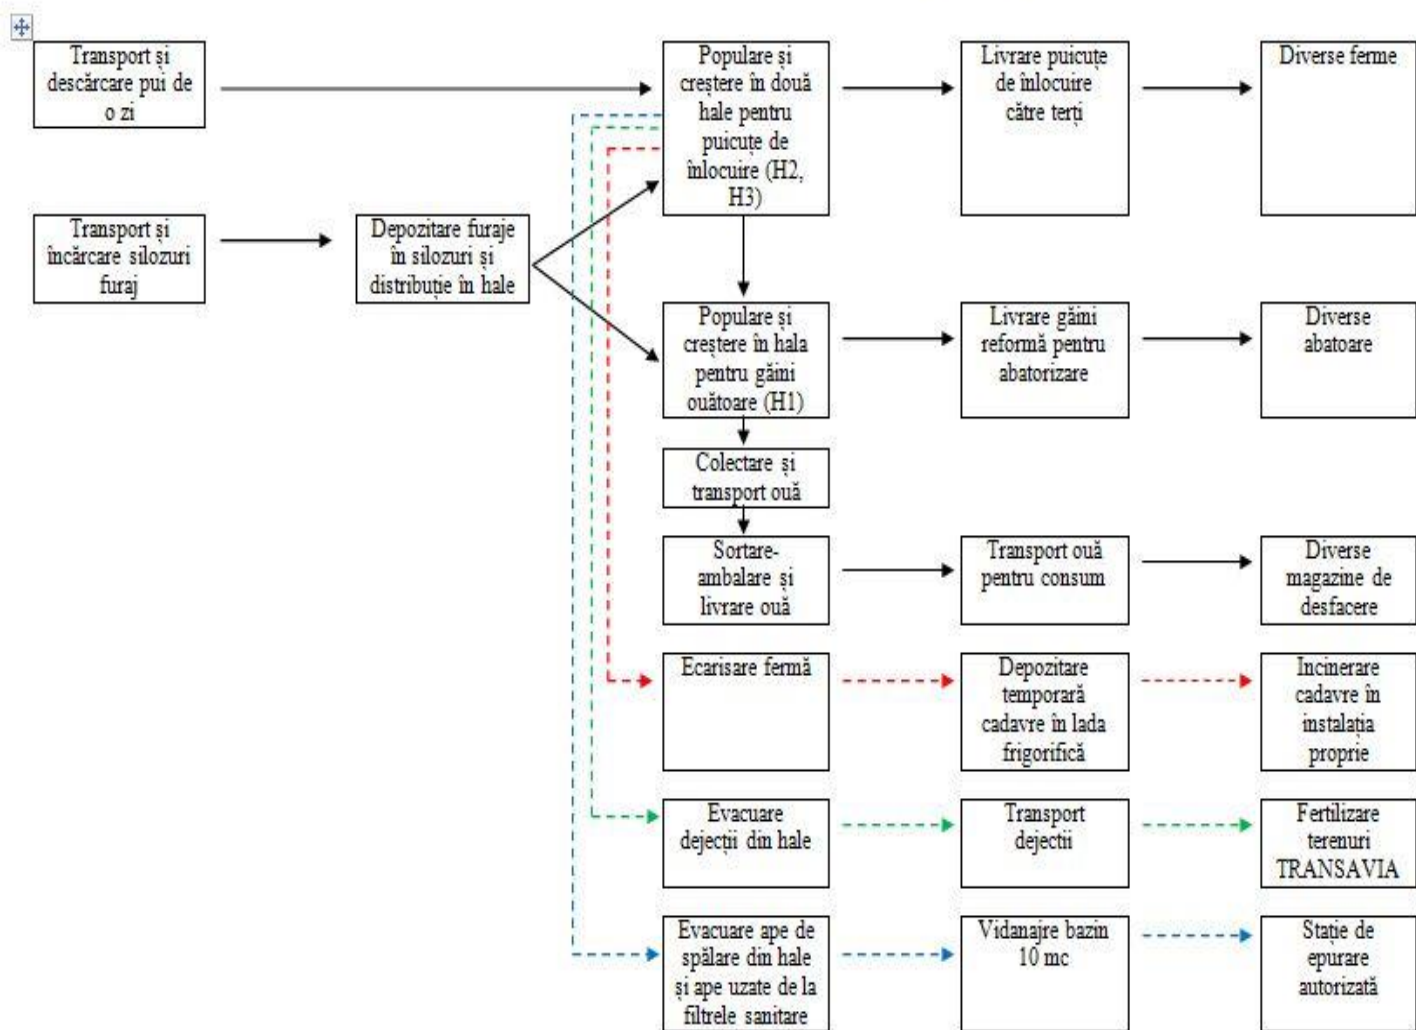 Transport și
descărcare pui de
o zi
Populare și
creștere în două
hale pentru
puicuțe de
înlocuire (H2,
H3)
Livrare puicuțe
de înlocuire
către terți
Diverse ferme
Transport și
încărcare silozuri
furaj
Depozitare furaje
în silozuri și
distribuție în hale
Populare și
creștere în hala
pentru găini
ouătoare (H1)
Livrare găini
reformă pentru
abatorizare
Diverse
abatoare
Colectare și
transport ouă
Sortare-
ambalare și
livrare ouă
Transport ouă
pentru consum
Diverse
magazine de
desfacere
Ecarisare fermă
Depozitare
temporară
cadavre în lada
frigorifică
Incinerare
cadavre în
instalația
proprie
Evacuare
dejecții din hale
Transport
dejectii
Fertilizare
terenuri
TRANSAVIA
Evacuare ape de
spălare din hale
și ape uzate de la
filtrele sanitare
Vidanajre bazin
10 mc
Stație de
epurare
autorizată